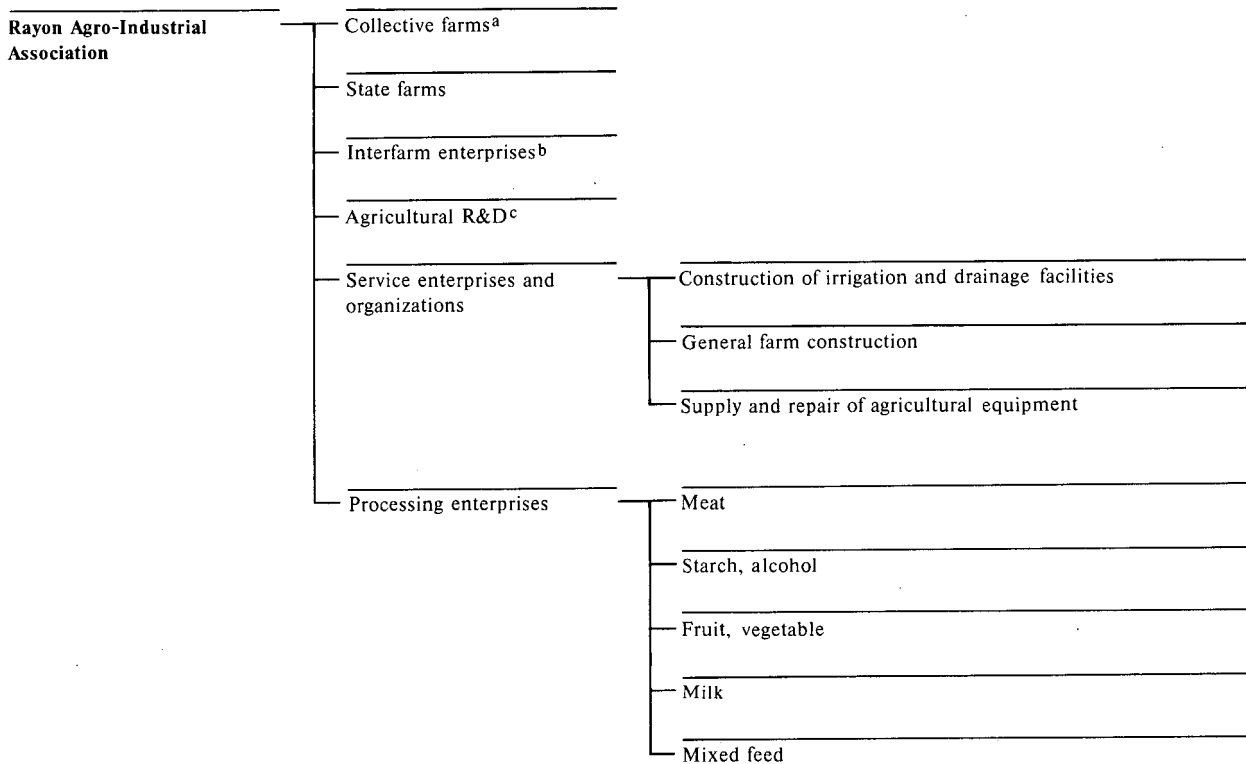 Rayon Agro-Industrial
Association
Collective farmsa
State farms
Interfarm enterprisesb
Agricultural R&Dc
Service enterprises and
organizations
Construction of irrigation and drainage facilities
General farm construction
Supply and repair of agricultural equipment
Processing enterprises
Meat
Starch, alcohol
Fruit, vegetable
Milk
Mixed feed